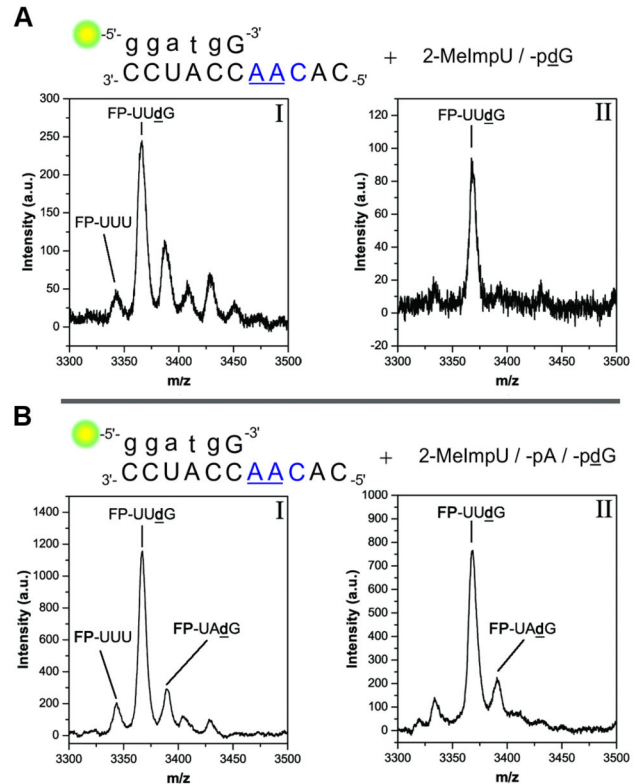 A
-5'- ggatgG -3'
3'- CCUACCAACAC -5'
+ 2-MeImpU / -pdG
I
FP-UUdG
FP-UUU
Intensity (a.u.)
300
250
200
150
100
50
0
3300 3350 3400 3450 3500
m/z
II
FP-UUdG
Intensity (a.u.)
120
100
80
60
40
20
0
-20
3300 3350 3400 3450 3500
m/z
B
-5'- ggatgG -3'
3'- CCUACCAACAC -5'
+ 2-MeImpU / -pA / -pdG
I
FP-UUdG
FP-UAdG
FP-UUU
Intensity (a.u.)
1400
1200
1000
800
600
400
200
0
3300 3350 3400 3450 3500
m/z
II
FP-UUdG
FP-UAdG
Intensity (a.u.)
1000
900
800
700
600
500
400
300
200
100
0
3300 3350 3400 3450 3500
m/z